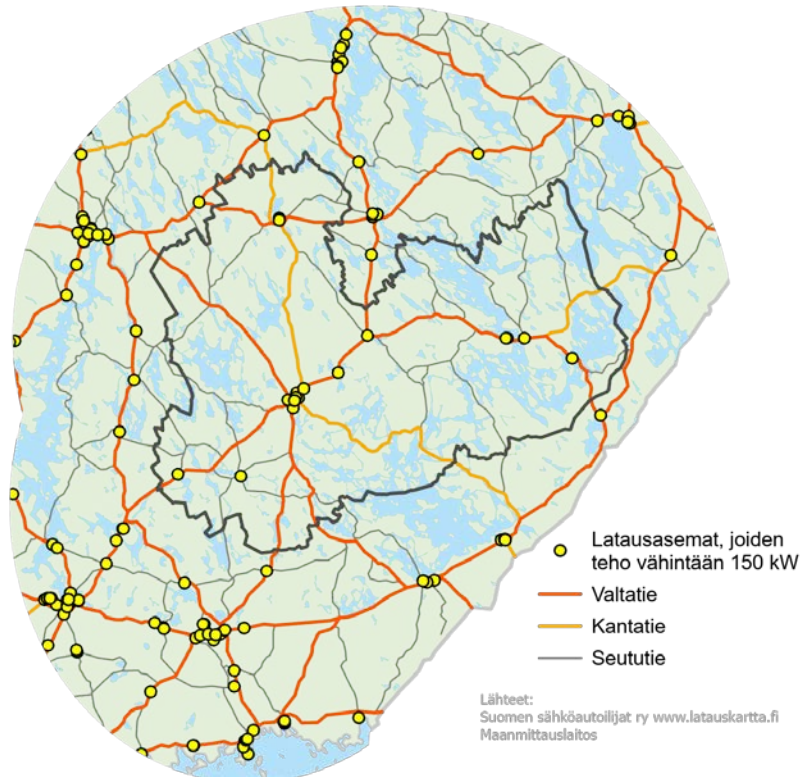 Latausasemat, joiden
teho vähintään 150 kW
Valtatie
Kantatie
Seututie
Lähteet:
Suomen sähköautoilijat ry www.latauskartta.fi
Maanmittauslaitos